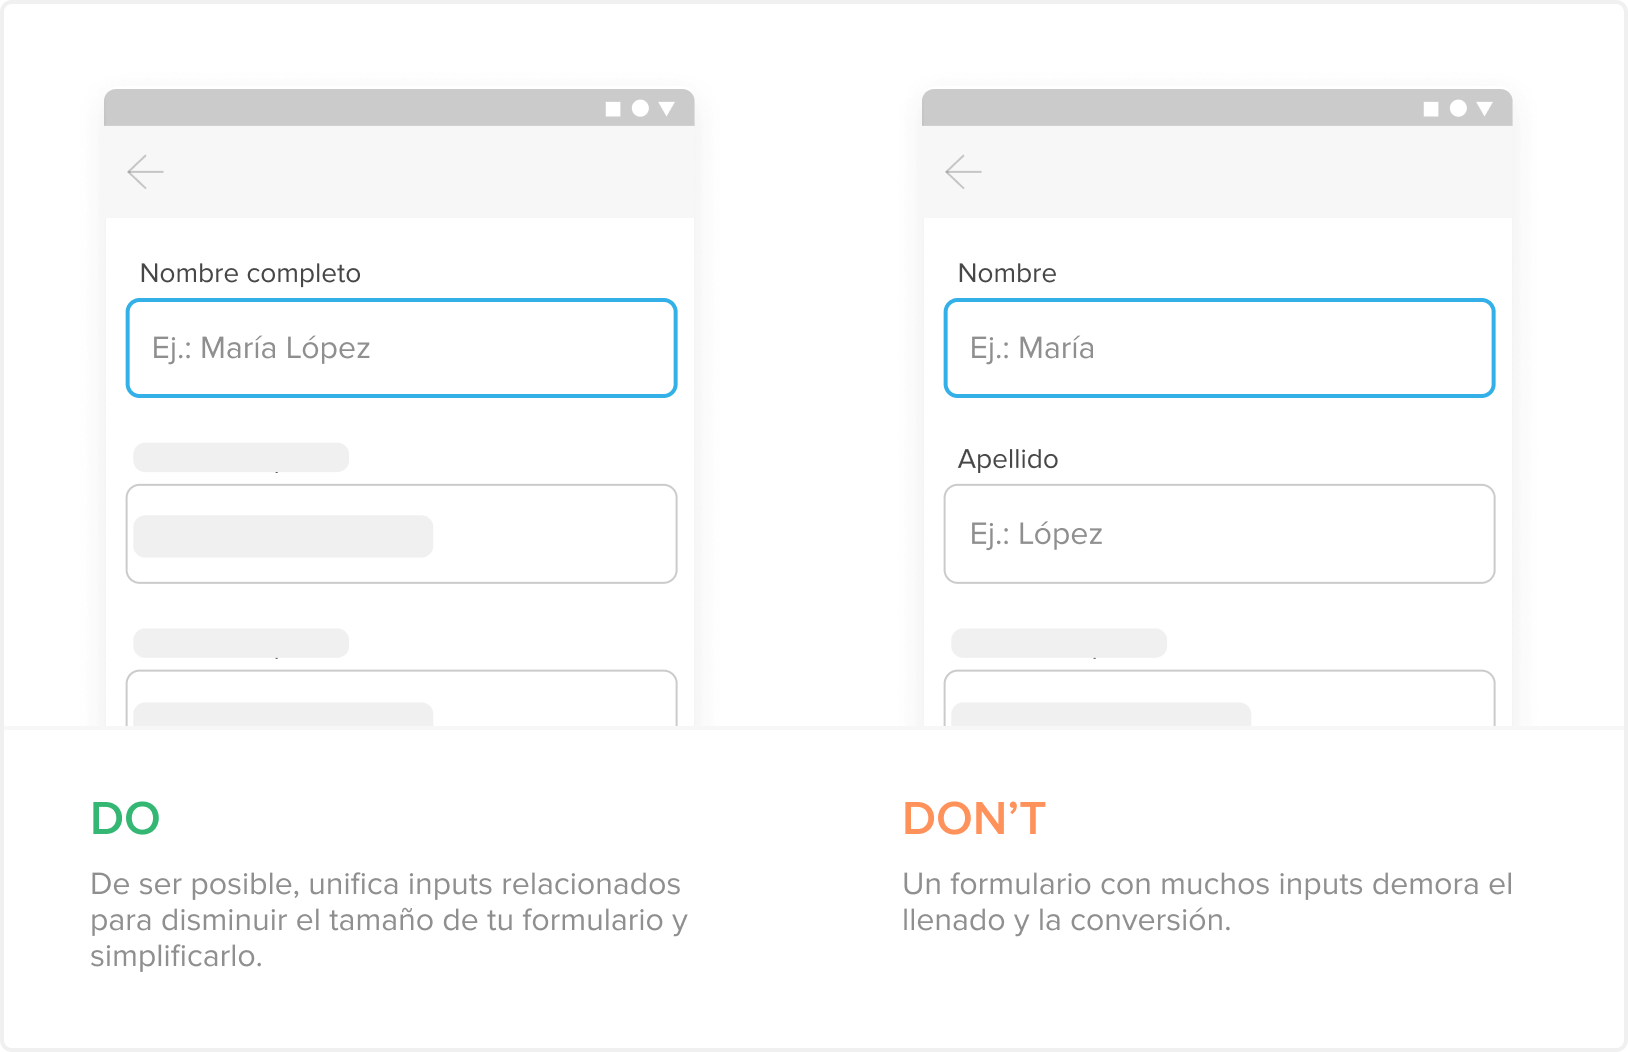 Nombre completo
Ej.: María López
Nombre
Ej.: María
Apellido
Ej.: López
DO
De ser posible, unifica inputs relacionados
para disminuir el tamaño de tu formulario y
simplificarlo.
DON’T
Un formulario con muchos inputs demora el
llenado y la conversión.